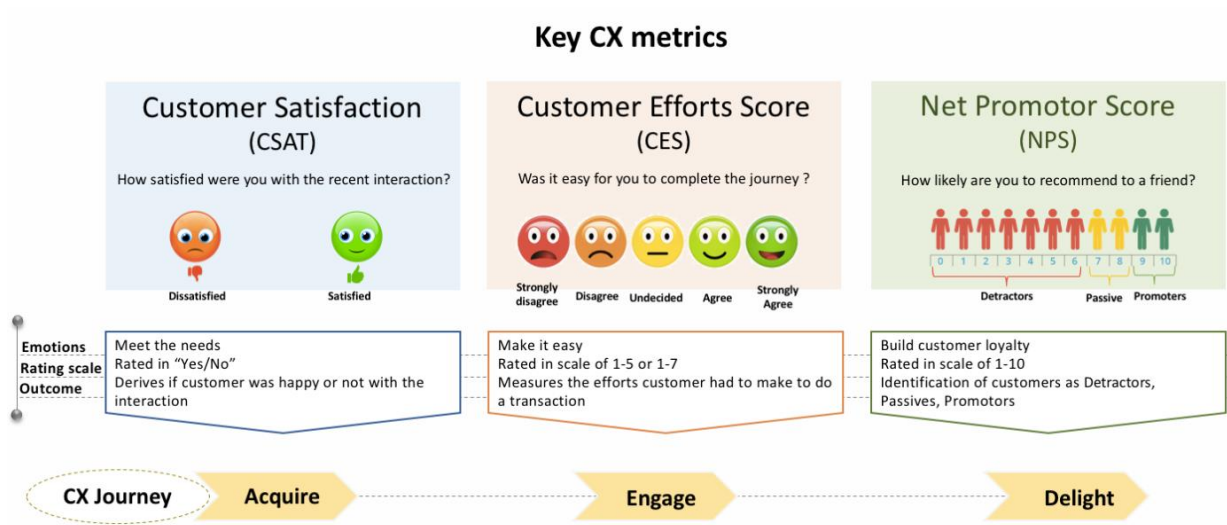 Key CX metrics
Customer Satisfaction
(CSAT)
How satisfied were you with the recent interaction?
Dissatisfied
Satisfied
Customer Efforts Score
(CES)
Was it easy for you to complete the journey ?
Strongly
disagree
Disagree
Undecided
Agree
Strongly
Agree
Net Promotor Score
(NPS)
How likely are you to recommend to a friend?
0 1 2 3 4 5 6 7 8 9 10
Detractors
Passive
Promoters
Emotions
Rating scale
Outcome
Meet the needs
Rated in “Yes/No”
Derives if customer was happy or not with the
interaction
Make it easy
Rated in scale of 1-5 or 1-7
Measures the efforts customer had to make to do
a transaction
Build customer loyalty
Rated in scale of 1-10
Identification of customers as Detractors,
Passives, Promotors
CX Journey
Acquire
Engage
Delight